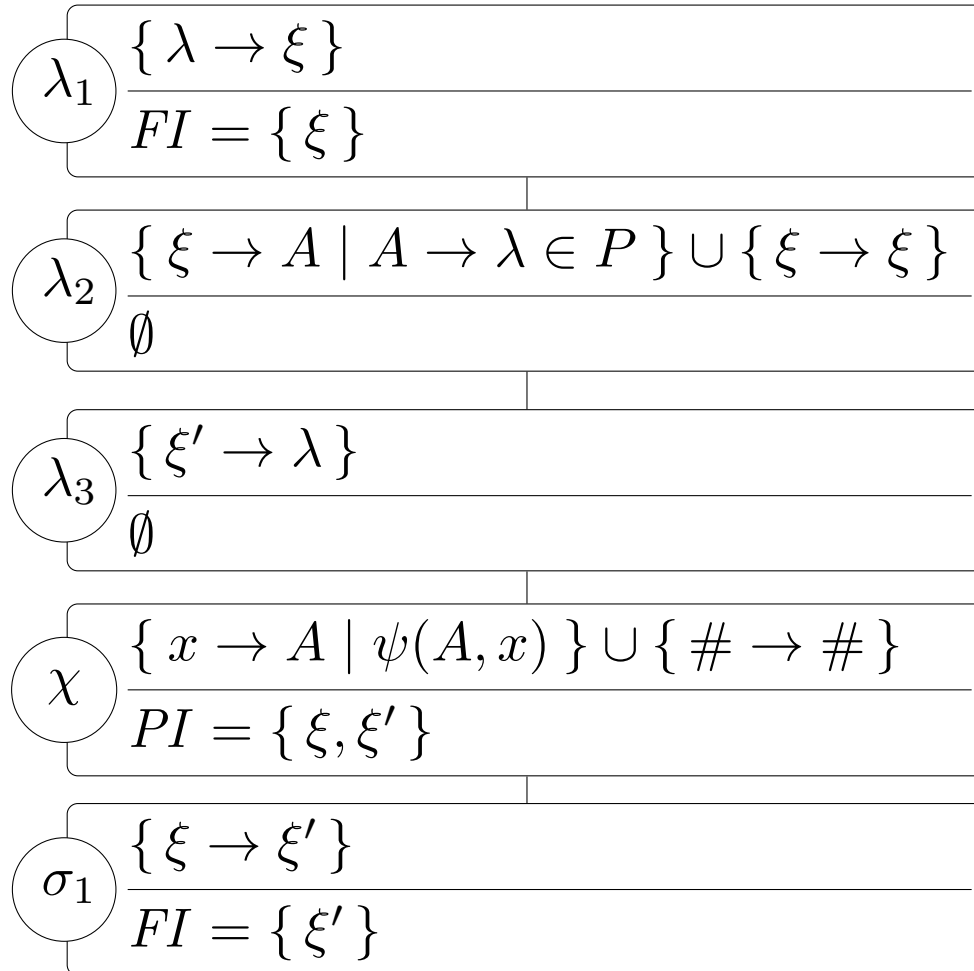 λ₁
{ λ → ξ }
FI = { ξ }
λ₂
{ ξ → A | A → λ ∈ P } ∪ { ξ → ξ }
∅
λ₃
{ ξ′ → λ }
∅
χ
{ x → A | ψ(A, x) } ∪ { # → # }
PI = { ξ, ξ′ }
σ₁
{ ξ → ξ′ }
FI = { ξ′ }